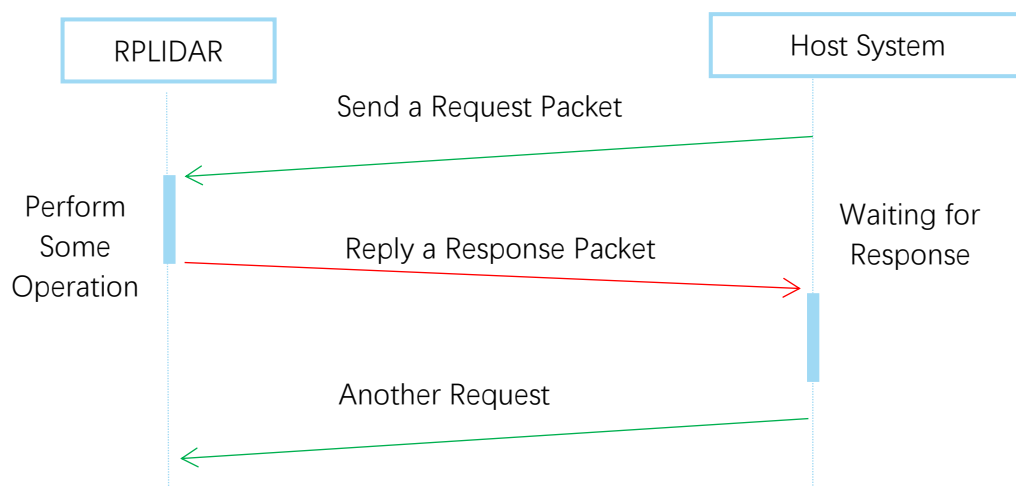 RPLIDAR
Host System
Send a Request Packet
Perform
Some
Operation
Waiting for
Response
Reply a Response Packet
Another Request